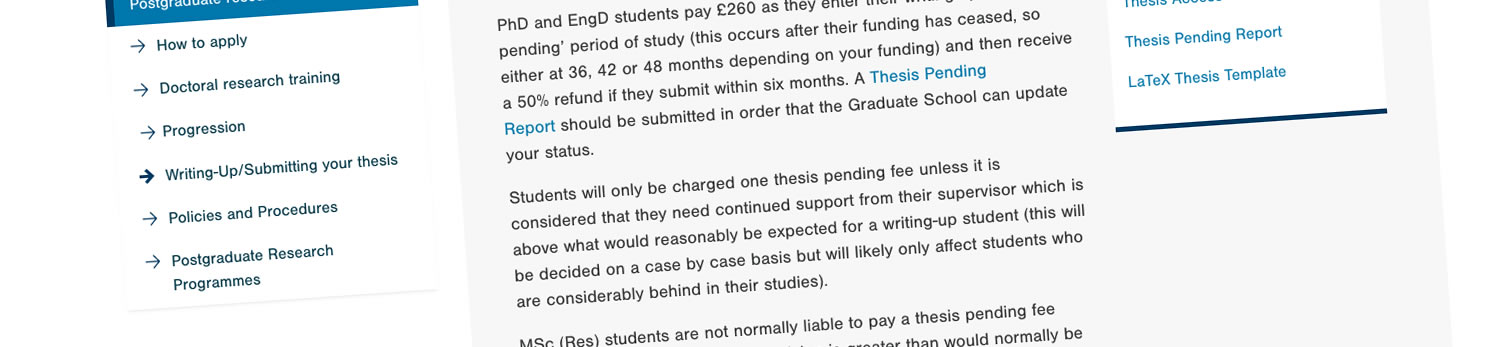 Postgraduate
How to apply
Doctoral research training
Progression
Writing-Up/Submitting your thesis
Policies and Procedures
Postgraduate Research
Programmes
PhD and EngD students pay £260 as they enter their
pending’ period of study (this occurs after their funding has ceased, so
either at 36, 42 or 48 months depending on your funding) and then receive
a 50% refund if they submit within six months. A Thesis Pending
Report should be submitted in order that the Graduate School can update
your status.
Students will only be charged one thesis pending fee unless it is
considered that they need continued support from their supervisor which is
above what would reasonably be expected for a writing-up student (this will
be decided on a case by case basis but will likely only affect students who
are considerably behind in their studies).
MSc (Res) students are not normally liable to pay a thesis pending fee
greater than would normally be
Thesis Access
Thesis Pending Report
LaTeX Thesis Template